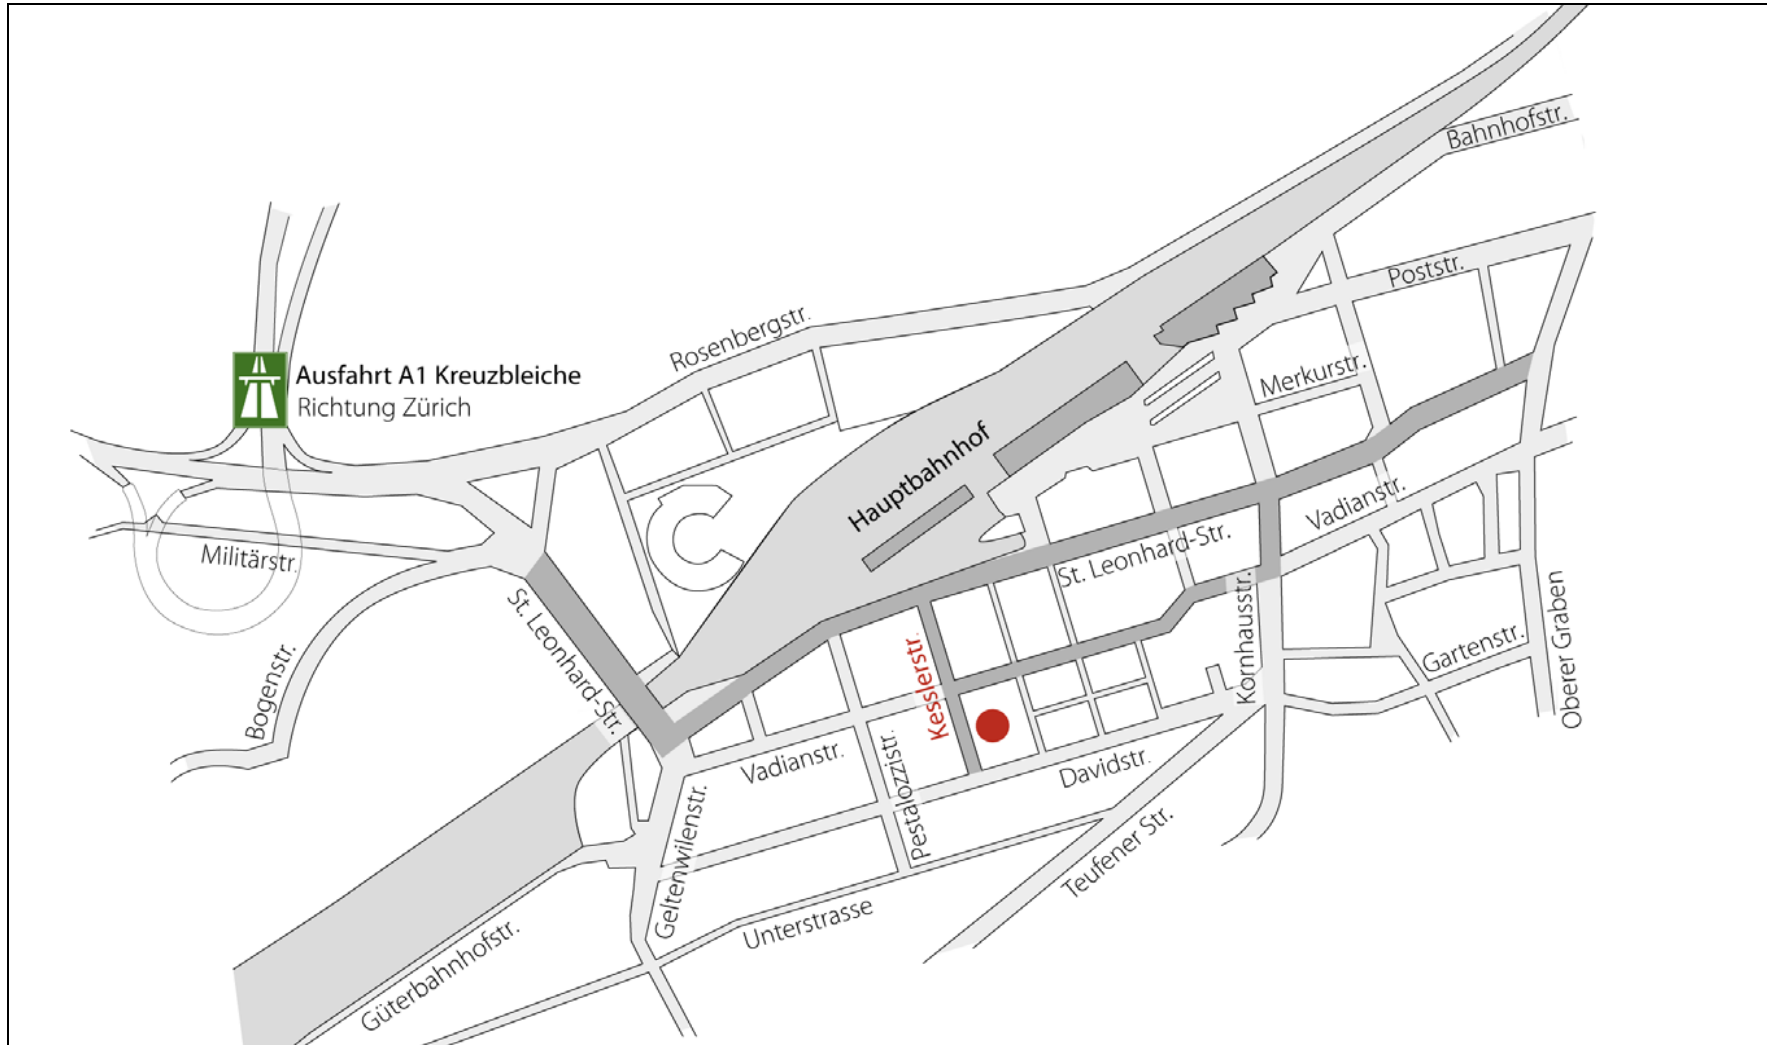 Bahnhofstr.
Poststr.
Rosenbergstr.
Merkurstr.
Ausfahrt A1 Kreuzbleiche
Richtung Zürich
Hauptbahnhof
Vadianstr.
St. Leonhard-Str.
Militärstr.
St. Leonhard-Str.
Kornhausstr.
Oberer Graben
Gartenstr.
Kesslerstr.
Bogenstr.
Vadianstr.
Pestalozzistr.
Davidstr.
Geltenwilenstr.
Teufener Str.
Unterstrasse
Güterbahnhofstr.